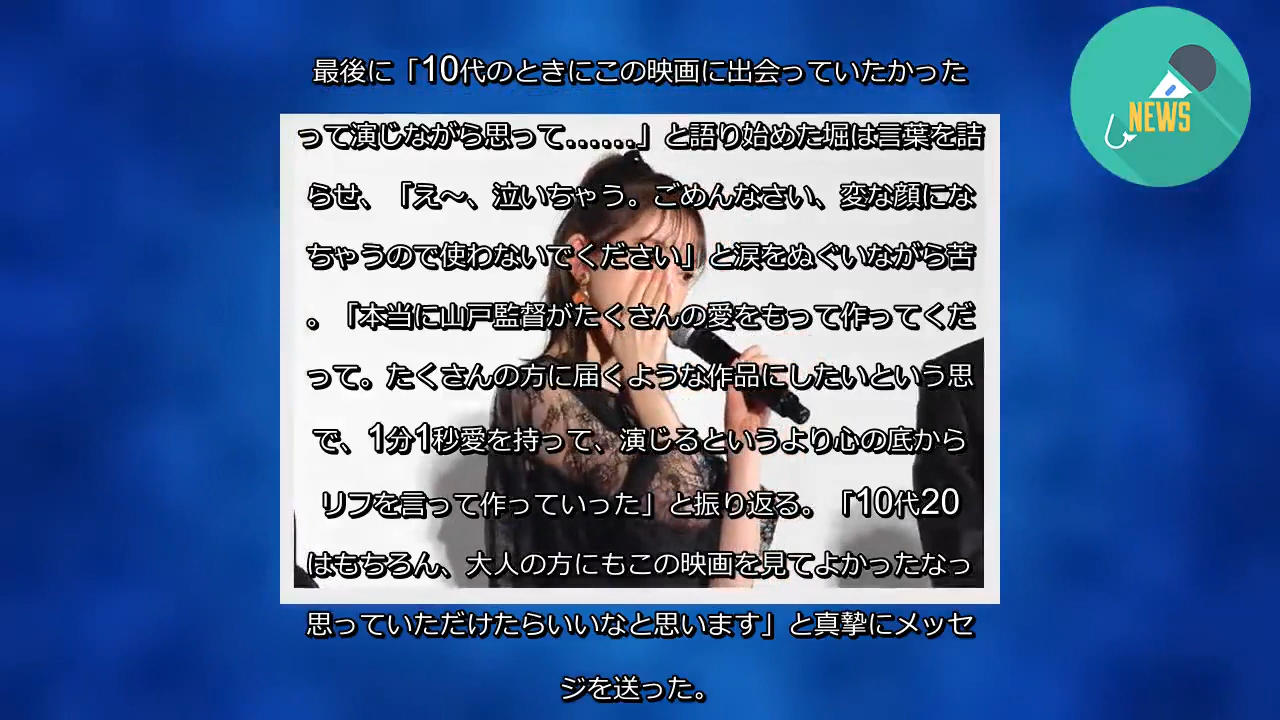 最後に「10代のときにこの映画に出会っていたかった
って演じながら思って……」と語り始めた堀は言葉を詰
らせ、「え～、泣いちゃう。ごめんなさい、変な顔にな
ちゃうので使わないでください」と涙をぬぐいながら苦
。「本当に山戸監督がたくさんの愛をもって作ってくだ
って。たくさんの方に届くような作品にしたいという思
で、1分1秒愛を持って、演じるというより心の底から
リフを言って作っていった」と振り返る。「10代20
はもちろん、大人の方にもこの映画を見てよかったなっ
思っていただけたらいいなと思います」と真摯にメッセ
ジを送った。
NEWS